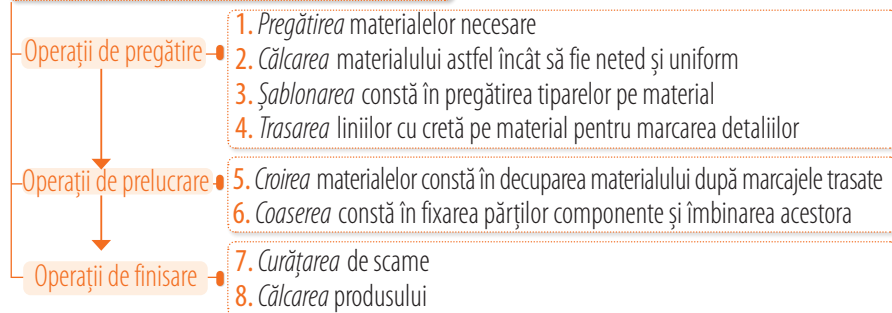 Operații de pregătire
1. Pregătirea materialelor necesare
2. Călcarea materialului astfel încât să fie neted și uniform
3. Șablonarea constă în pregătirea tiparelor pe material
4. Trasarea liniilor cu cretă pe material pentru marcarea detaliilor
Operații de prelucrare
5. Croirea materialelor constă în decuparea materialului după marcajele trasate
6. Coaserea constă în fixarea părților componente și îmbinarea acestora
Operații de finisare
7. Curățarea de scame
8. Călcarea produsului